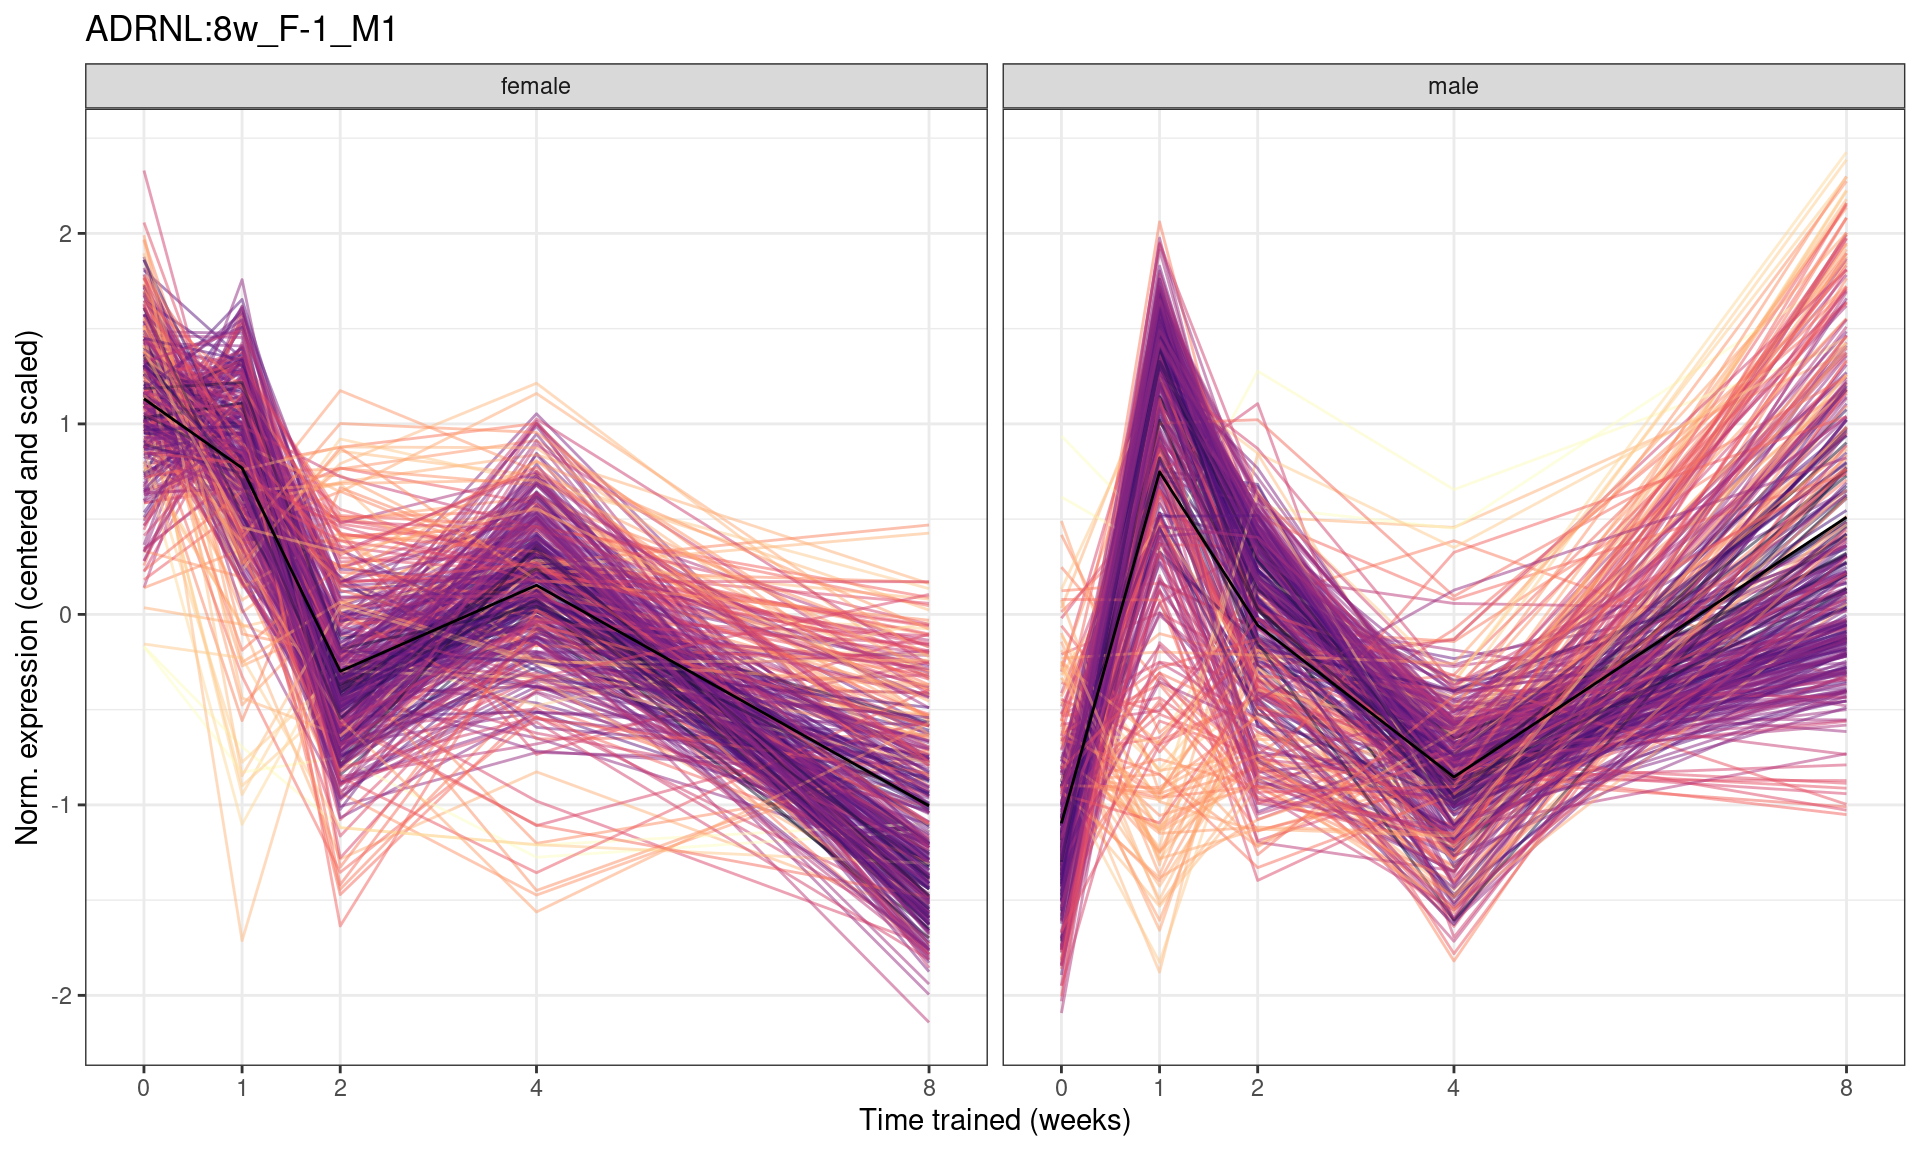 ADRNL:8w_F-1_M1
female
male
Norm. expression (centered and scaled)
2
1
0
-1
-2
0 1 2 4 8
0 1 2 4 8
Time trained (weeks)